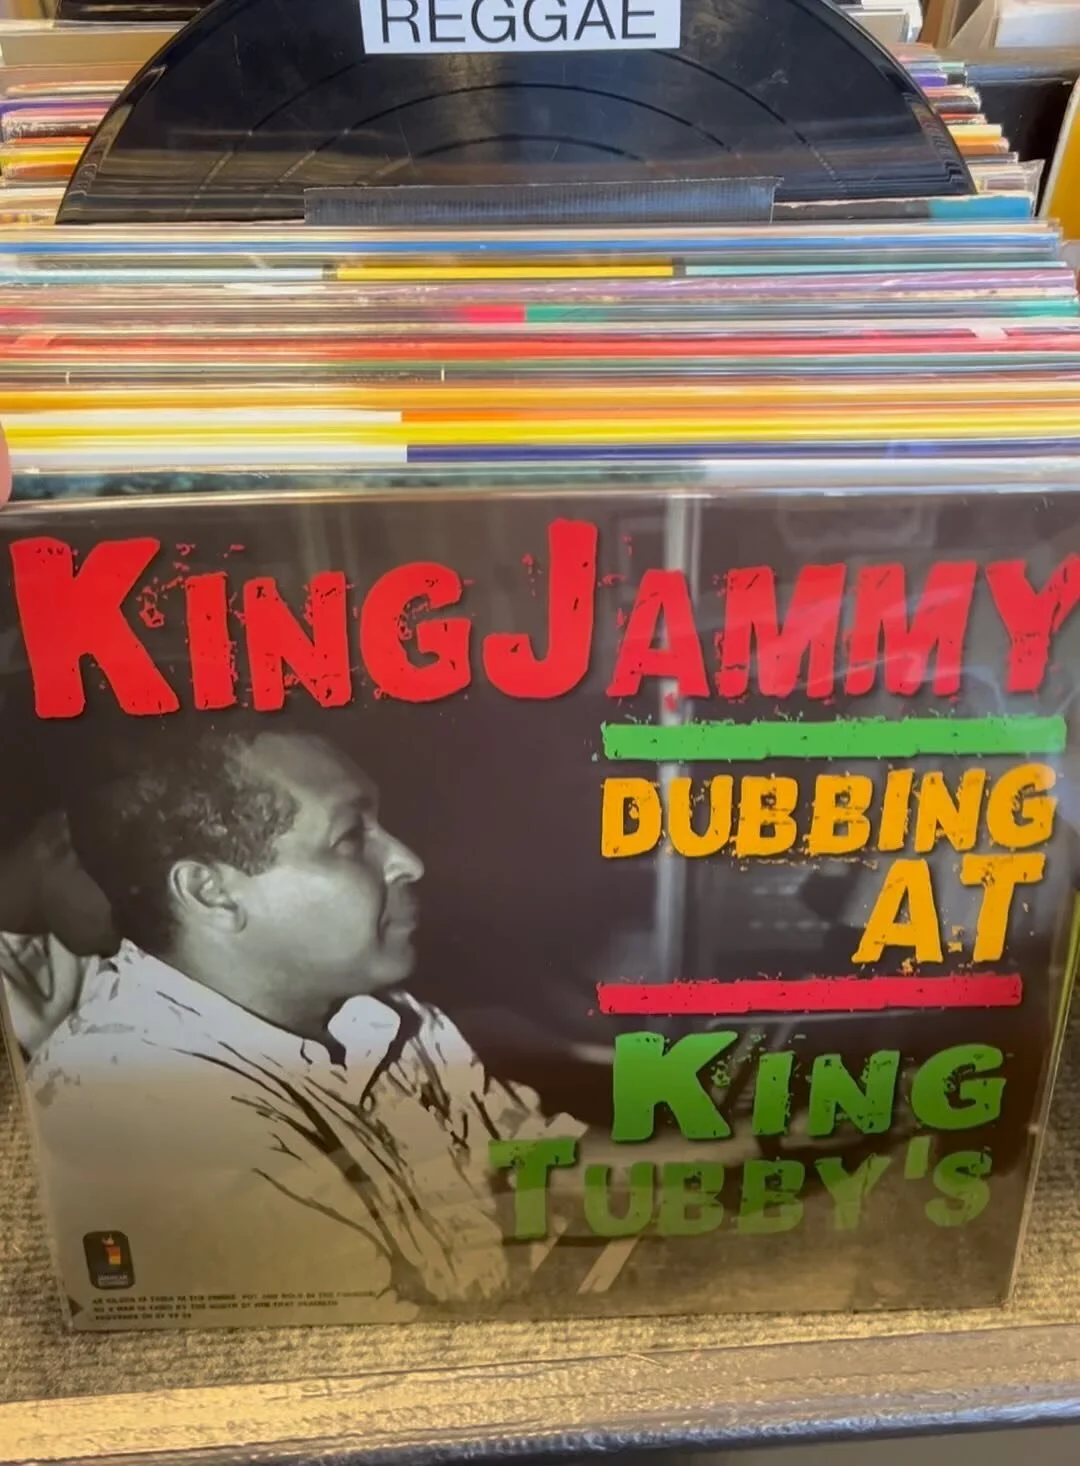 REGGAE
KING JAMMY
DUBBING
AT
KING
TUBBY'S